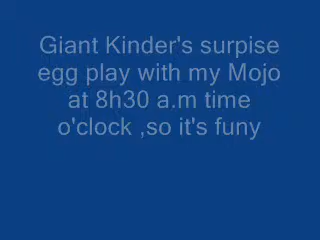 Giant Kinder's surpise
egg play with my Mojo
at 8h30 a.m time
o'clock ,so it's funy